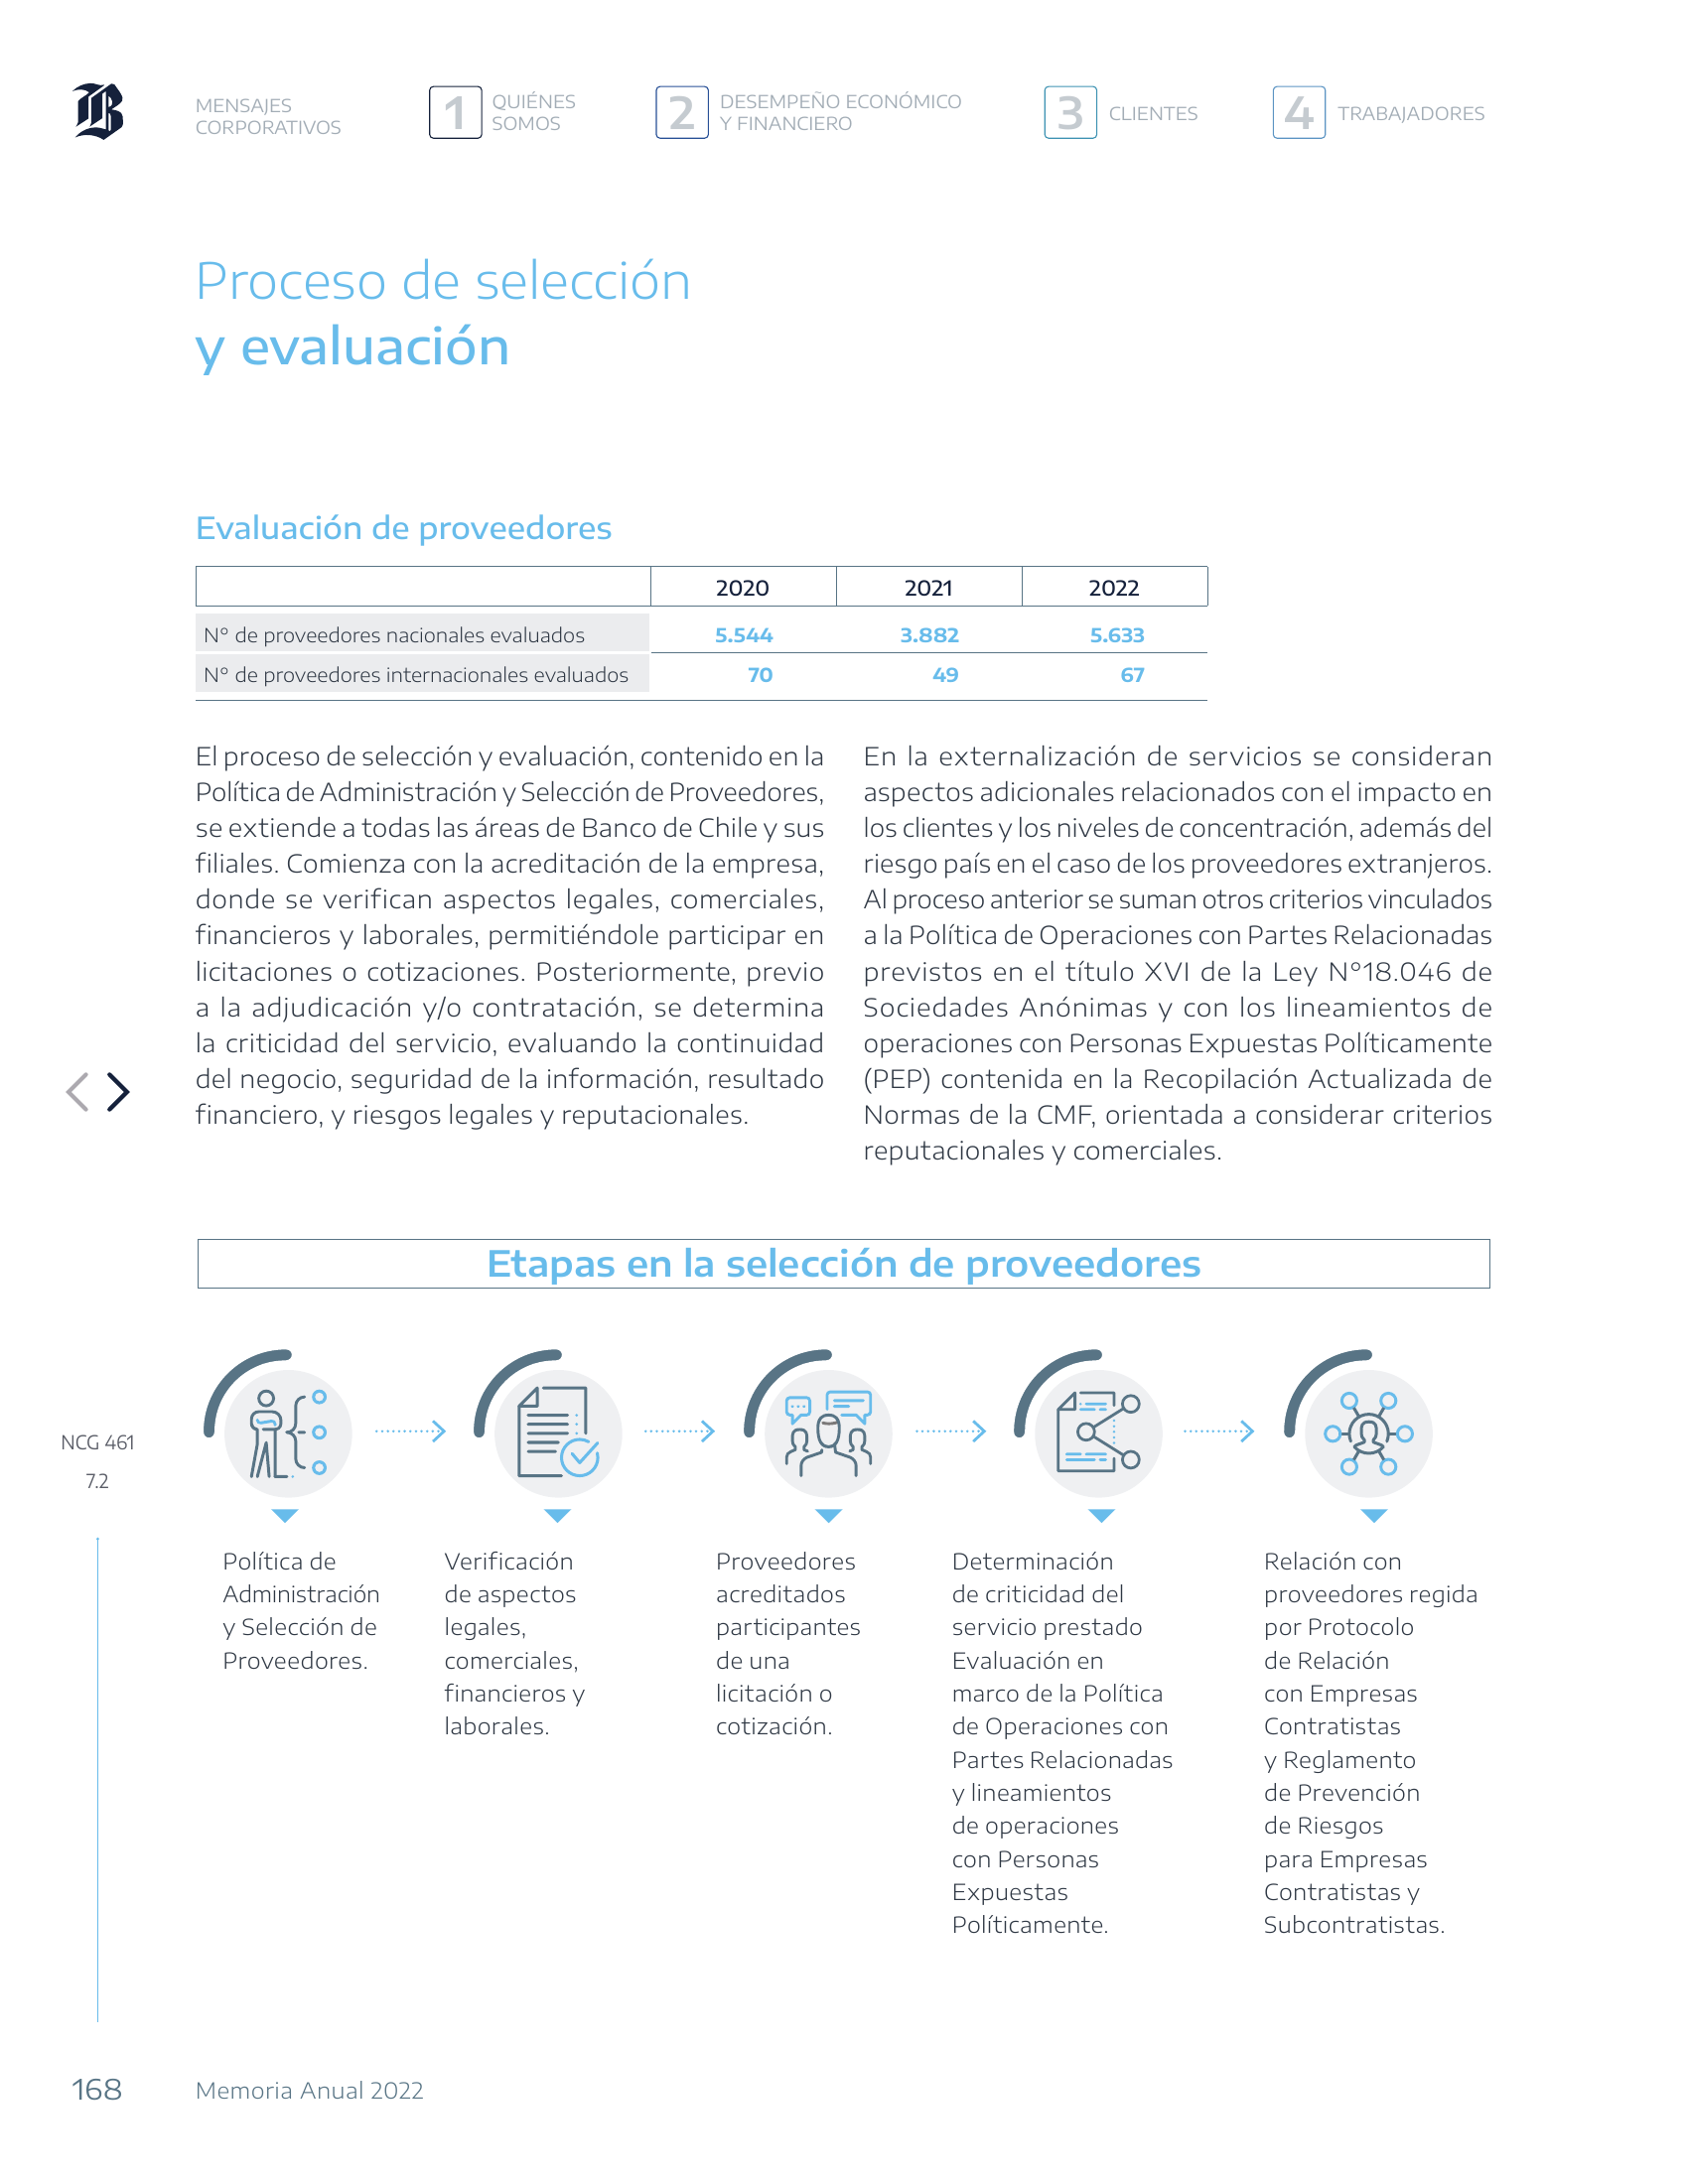 MENSAJES
CORPORATIVOS
1
QUIÉNES
SOMOS
2
DESEMPEÑO ECONÓMICO
Y FINANCIERO
3
CLIENTES
4
TRABAJADORES
Proceso de selección
y evaluación
Evaluación de proveedores
2020 2021 2022
N° de proveedores nacionales evaluados 5.544 3.882 5.633
N° de proveedores internacionales evaluados 70 49 67
El proceso de selección y evaluación, contenido en la
Política de Administración y Selección de Proveedores,
se extiende a todas las áreas de Banco de Chile y sus
filiales. Comienza con la acreditación de la empresa,
donde se verifican aspectos legales, comerciales,
financieros y laborales, permitiéndole participar en
licitaciones o cotizaciones. Posteriormente, previo
a la adjudicación y/o contratación, se determina
la criticidad del servicio, evaluando la continuidad
del negocio, seguridad de la información, resultado
financiero, y riesgos legales y reputacionales.
En la externalización de servicios se consideran
aspectos adicionales relacionados con el impacto en
los clientes y los niveles de concentración, además del
riesgo país en el caso de los proveedores extranjeros.
Al proceso anterior se suman otros criterios vinculados
a la Política de Operaciones con Partes Relacionadas
previstos en el título XVI de la Ley N°18.046 de
Sociedades Anónimas y con los lineamientos de
operaciones con Personas Expuestas Políticamente
(PEP) contenida en la Recopilación Actualizada de
Normas de la CMF, orientada a considerar criterios
reputacionales y comerciales.
Etapas en la selección de proveedores
NCG 461
7.2
Política de
Administración
y Selección de
Proveedores.
Verificación
de aspectos
legales,
comerciales,
financieros y
laborales.
Proveedores
acreditados
participantes
de una
licitación o
cotización.
Determinación
de criticidad del
servicio prestado
Evaluación en
marco de la Política
de Operaciones con
Partes Relacionadas
y lineamientos
de operaciones
con Personas
Expuestas
Políticamente.
Relación con
proveedores regida
por Protocolo
de Relación
con Empresas
Contratistas
y Reglamento
de Prevención
de Riesgos
para Empresas
Contratistas y
Subcontratistas.
168
Memoria Anual 2022